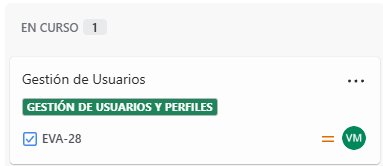 EN CURSO 1
Gestión de Usuarios
GESTIÓN DE USUARIOS Y PERFILES
EVA-28 VM